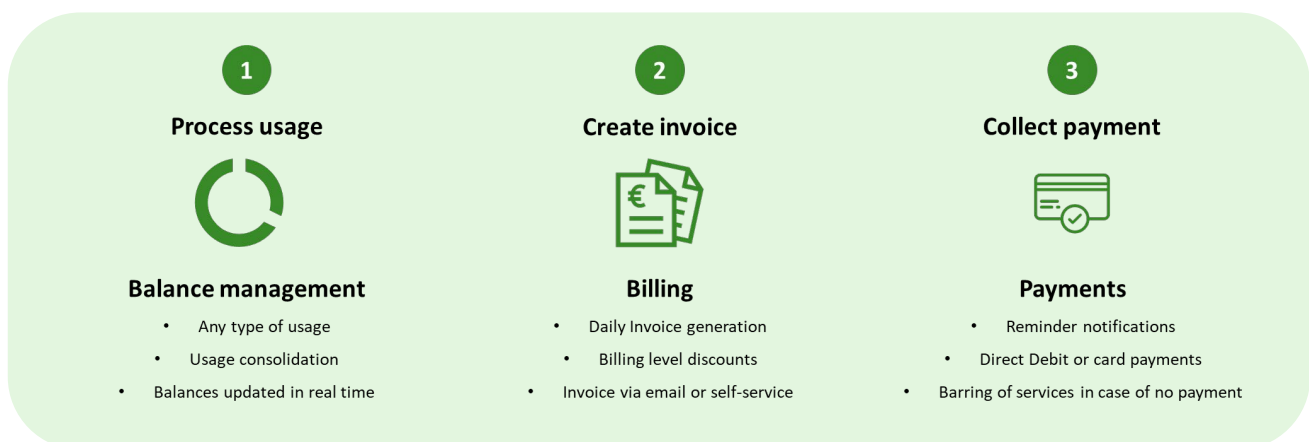 1
Process usage
Balance management
• Any type of usage
• Usage consolidation
• Balances updated in real time
2
Create invoice
€
Billing
• Daily Invoice generation
• Billing level discounts
• Invoice via email or self-service
3
Collect payment
Payments
• Reminder notifications
• Direct Debit or card payments
• Barring of services in case of no payment